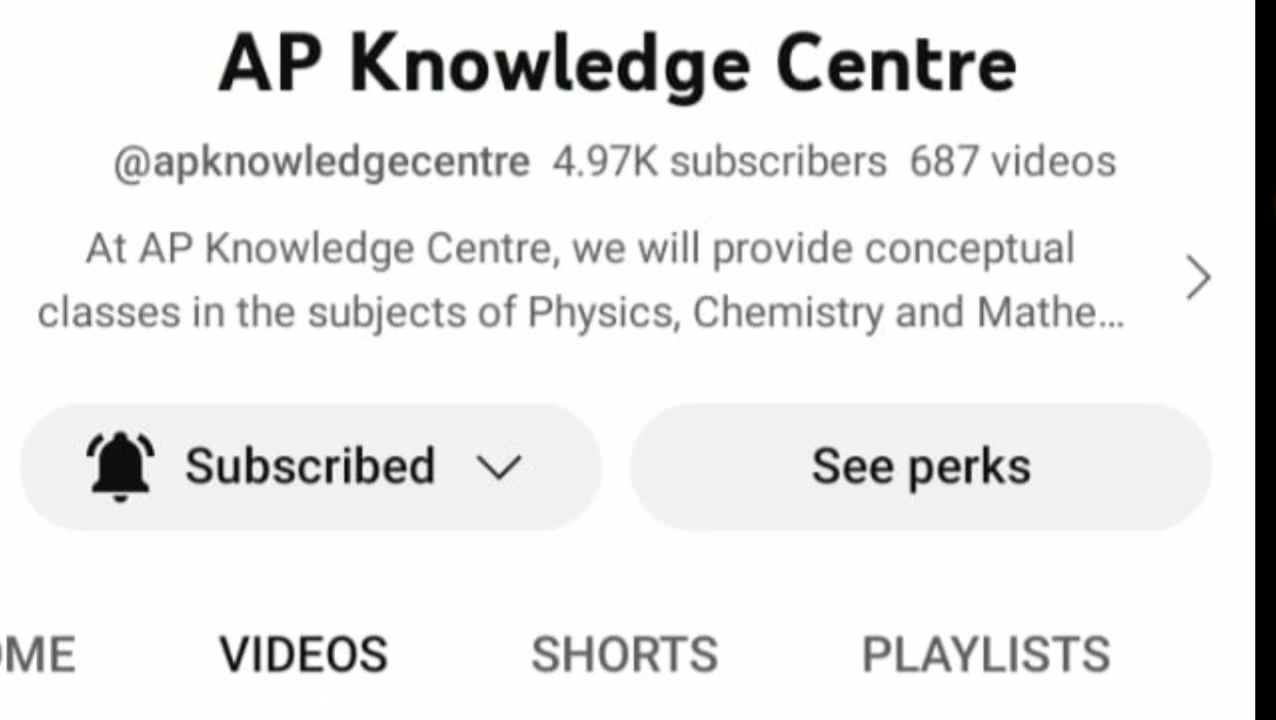 AP Knowledge Centre
@apknowledgecentre 4.97K subscribers 687 videos
At AP Knowledge Centre, we will provide conceptual
classes in the subjects of Physics, Chemistry and Mathe...
Subscribed
See perks
OME VIDEOS SHORTS PLAYLISTS